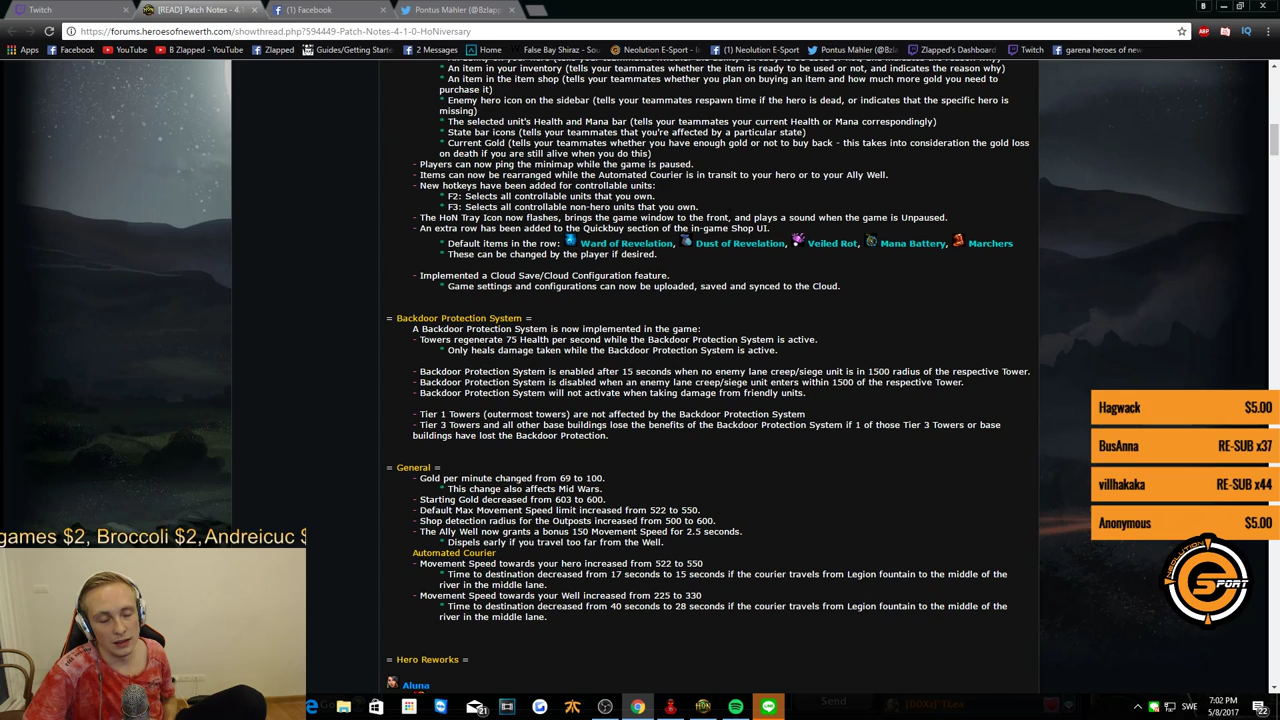 Twitch
[READ] Patch Notes - 4.1
(1) Facebook
Pontus Mähler (@Bzlapp
https://forums.heroesofnewerth.com/showthread.php?594449-Patch-Notes-4-1-0-HoNiversary
Apps Facebook YouTube B Zlapped - YouTube Zlapped Guides/Getting Starte 2 Messages Home False Bay Shiraz - Sou Neolution E-Sport - L (1) Neolution E-Sport Pontus Mähler (@BZla Zlapped's Dashboard Twitch garena heroes of new
* An item in your inventory (tells your teammates whether the item is ready to be used or not, and indicates the reason why)
* An item in the item shop (tells your teammates whether you plan on buying an item and how much more gold you need to
purchase it)
* Enemy hero icon on the sidebar (tells your teammates respawn time if the hero is dead, or indicates that the specific hero is
missing)
* The selected unit's Health and Mana bar (tells your teammates your current Health or Mana correspondingly)
* State bar icons (tells your teammates that you're affected by a particular state)
* Current Gold (tells your teammates whether you have enough gold or not to buy back - this takes into consideration the gold loss
on death if you are still alive when you do this)
- Players can now ping the minimap while the game is paused.
- Items can now be rearranged while the Automated Courier is in transit to your hero or to your Ally Well.
- New hotkeys have been added for controllable units:
* F2: Selects all controllable units that you own.
* F3: Selects all controllable non-hero units that you own.
- The HoN Tray Icon now flashes, brings the game window to the front, and plays a sound when the game is Unpaused.
- An extra row has been added to the Quickbuy section of the in-game Shop UI.
* Default items in the row: Ward of Revelation, Dust of Revelation, Veiled Rot, Mana Battery, Marchers
* These can be changed by the player if desired.
- Implemented a Cloud Save/Cloud Configuration feature.
* Game settings and configurations can now be uploaded, saved and synced to the Cloud.
= Backdoor Protection System =
A Backdoor Protection System is now implemented in the game:
- Towers regenerate 75 Health per second while the Backdoor Protection System is active.
* Only heals damage taken while the Backdoor Protection System is active.
- Backdoor Protection System is enabled after 15 seconds when no enemy lane creep/siege unit is in 1500 radius of the respective Tower.
- Backdoor Protection System is disabled when an enemy lane creep/siege unit enters within 1500 of the respective Tower.
- Backdoor Protection System will not activate when taking damage from friendly units.
- Tier 1 Towers (outermost towers) are not affected by the Backdoor Protection System
- Tier 3 Towers and all other base buildings lose the benefits of the Backdoor Protection System if 1 of those Tier 3 Towers or base
buildings have lost the Backdoor Protection.
= General =
- Gold per minute changed from 69 to 100.
* This change also affects Mid Wars.
- Starting Gold decreased from 603 to 600.
- Default Max Movement Speed limit increased from 522 to 550.
- Shop detection radius for the Outposts increased from 500 to 600.
- The Ally Well now grants a bonus 150 Movement Speed for 2.5 seconds.
* Dispels early if you travel too far from the Well.
Automated Courier
- Movement Speed towards your hero increased from 522 to 550
* Time to destination decreased from 17 seconds to 15 seconds if the courier travels from Legion fountain to the middle of the
river in the middle lane.
- Movement Speed towards your Well increased from 225 to 330
* Time to destination decreased from 40 seconds to 28 seconds if the courier travels from Legion fountain to the middle of the
river in the middle lane.
= Hero Reworks =
Aluna
Hagwack $5.00
BusAnna RE-SUB x37
villhakaka RE-SUB x44
Anonymous $5.00
NEOLUTION
SPORT
games $2, Broccoli $2,Andreicuc $
Send
SWE
7:02 PM
5/8/2017